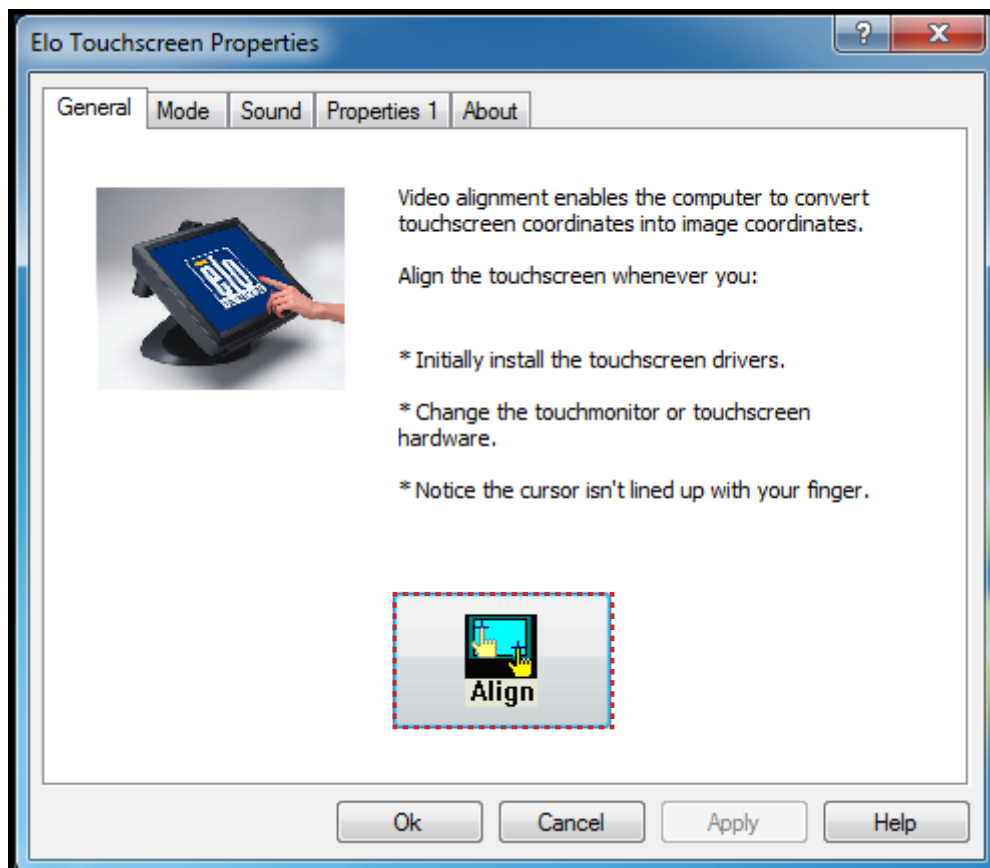 Elo Touchscreen Properties
?
X
General Mode Sound Properties 1 About
Video alignment enables the computer to convert
touchscreen coordinates into image coordinates.
Align the touchscreen whenever you:
* Initially install the touchscreen drivers.
* Change the touchmonitor or touchscreen
hardware.
* Notice the cursor isn't lined up with your finger.
elo
Align
Ok Cancel Apply Help